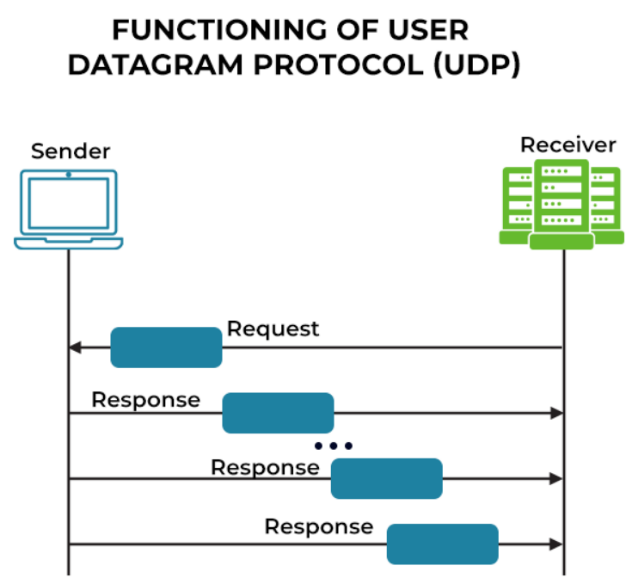 FUNCTIONING OF USER
DATAGRAM PROTOCOL (UDP)
Sender
Receiver
Request
Response
Response
Response